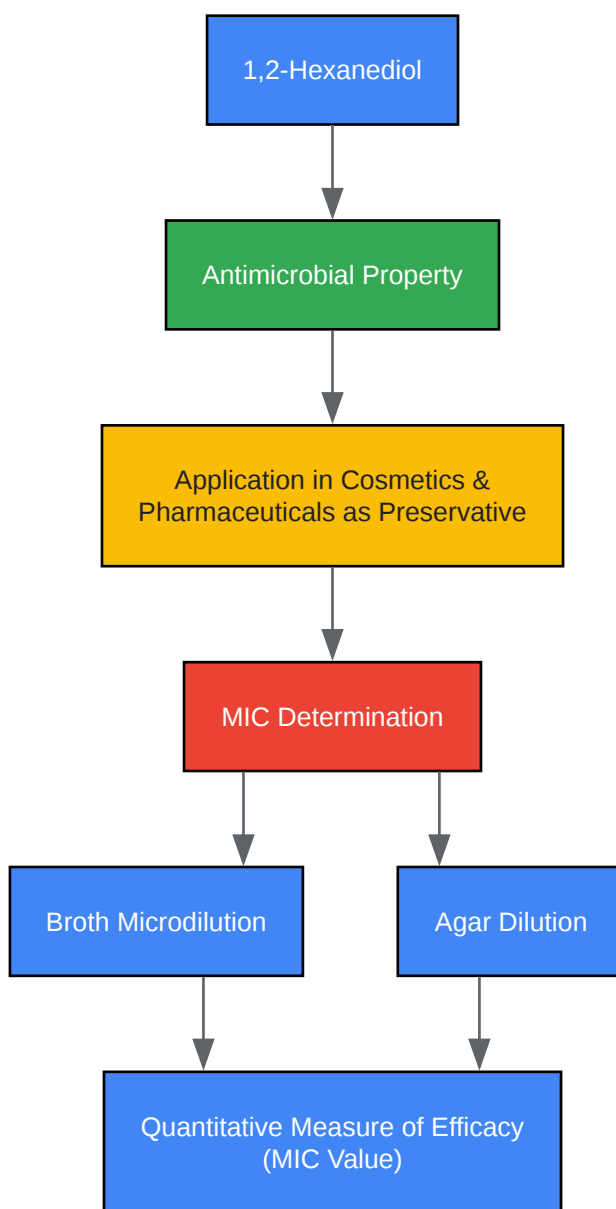 1,2-Hexanediol
Antimicrobial Property
Application in Cosmetics &
Pharmaceuticals as Preservative
MIC Determination
Broth Microdilution
Agar Dilution
Quantitative Measure of Efficacy
(MIC Value)